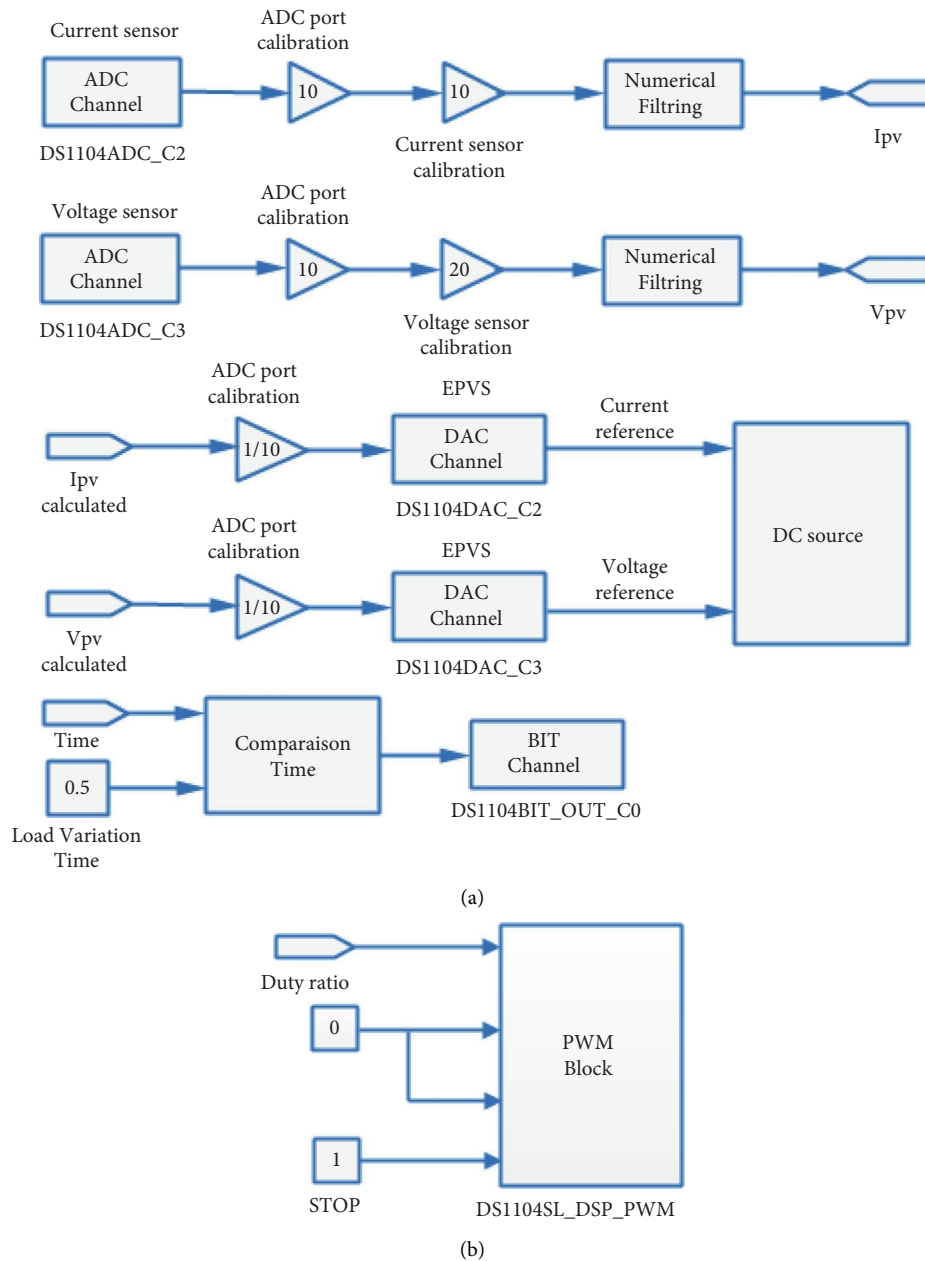 Current sensor
ADC port
calibration
ADC
Channel
10
10
Numerical
Filtring
Ipv
DS1104ADC_C2
Current sensor
calibration
Voltage sensor
ADC port
calibration
ADC
Channel
10
20
Numerical
Filtring
Vpv
DS1104ADC_C3
Voltage sensor
calibration
ADC port
calibration
EPVS
1/10
DAC
Channel
Current
reference
Ipv
calculated
DS1104DAC_C2
DC source
ADC port
calibration
EPVS
1/10
DAC
Channel
Voltage
reference
Vpv
calculated
DS1104DAC_C3
Time
Comparaison
Time
BIT
Channel
0.5
DS1104BIT_OUT_C0
Load Variation
Time
(a)
Duty ratio
0
PWM
Block
1
STOP
DS1104SL_DSP_PWM
(b)